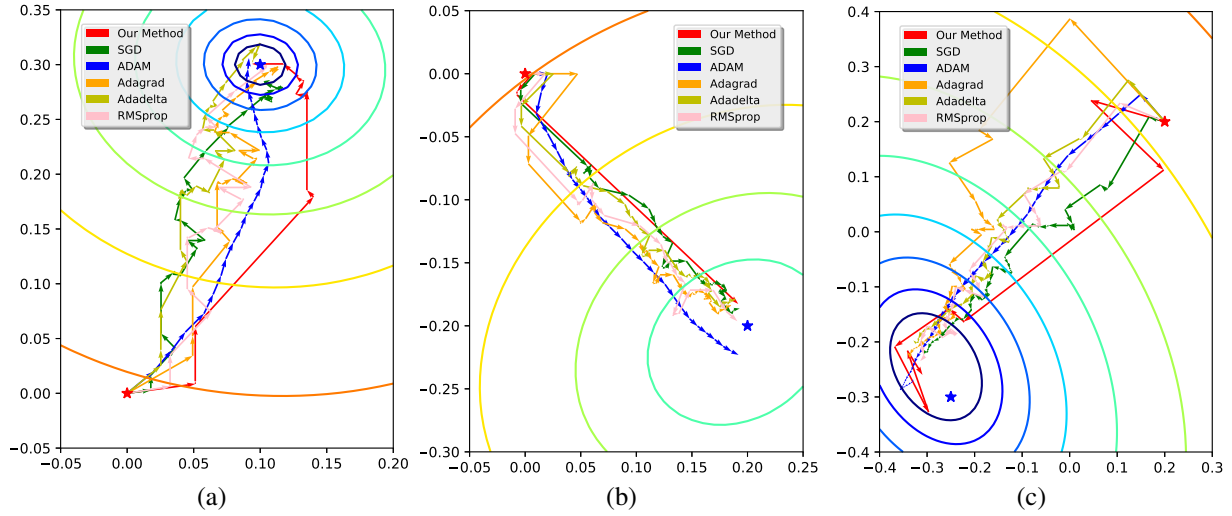 0.35
0.30
0.25
0.20
0.15
0.10
0.05
0.00
−0.05
−0.05 0.00 0.05 0.10 0.15 0.20
Our Method
SGD
ADAM
Adagrad
Adadelta
RMSprop
(a)
0.05
0.00
−0.05
−0.10
−0.15
−0.20
−0.25
−0.30
−0.05 0.00 0.05 0.10 0.15 0.20 0.25
Our Method
SGD
ADAM
Adagrad
Adadelta
RMSprop
(b)
0.4
0.3
0.2
0.1
0.0
−0.1
−0.2
−0.3
−0.4
−0.4 −0.3 −0.2 −0.1 0.0 0.1 0.2 0.3
Our Method
SGD
ADAM
Adagrad
Adadelta
RMSprop
(c)